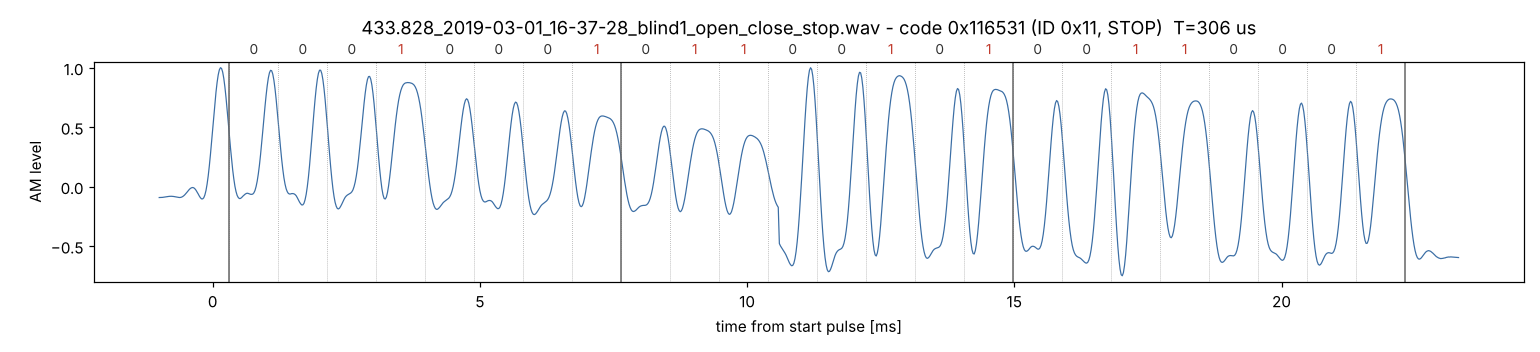 433.828_2019-03-01_16-37-28_blind1_open_close_stop.wav - code 0x116531 (ID 0x11, STOP)  T=306 us
0 0 0 1 0 0 0 1 0 1 1 0 0 1 0 1 0 0 1 1 0 0 0 1
1.0
0.5
0.0
−0.5
AM level
0 5 10 15 20
time from start pulse [ms]